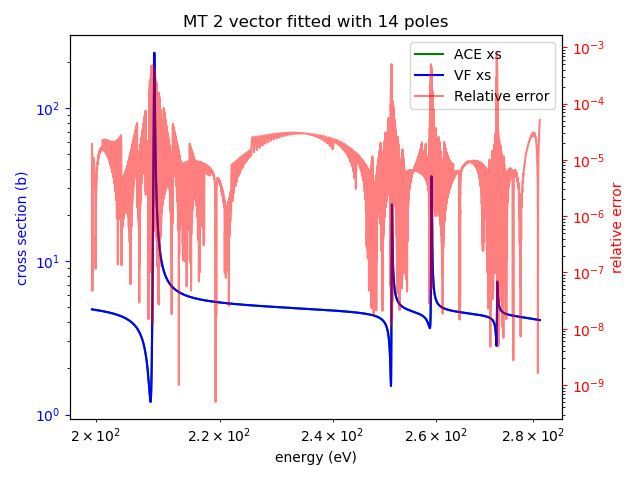 MT 2 vector fitted with 14 poles
ACE xs
VF xs
Relative error
10²
10¹
10⁰
cross section (b)
10⁻³
10⁻⁴
10⁻⁵
10⁻⁶
10⁻⁷
10⁻⁸
10⁻⁹
relative error
2 × 10² 2.2 × 10² 2.4 × 10² 2.6 × 10² 2.8 × 10²
energy (eV)